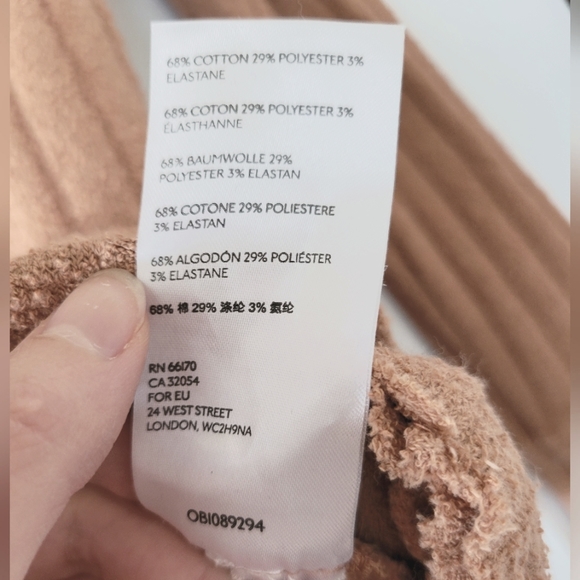 68% COTTON 29% POLYESTER 3%
ELASTANE
68% COTON 29% POLYESTER 3%
ÉLASTHANNE
68% BAUMWOLLE 29%
POLYESTER 3% ELASTAN
68% COTONE 29% POLIESTERE
3% ELASTAN
68% ALGODÓN 29% POLIÉSTER
3% ELASTANE
68% 棉 29% 涤纶 3% 氨纶
RN 66170
CA 32054
FOR EU
24 WEST STREET
LONDON, WC2H9NA
OB1089294